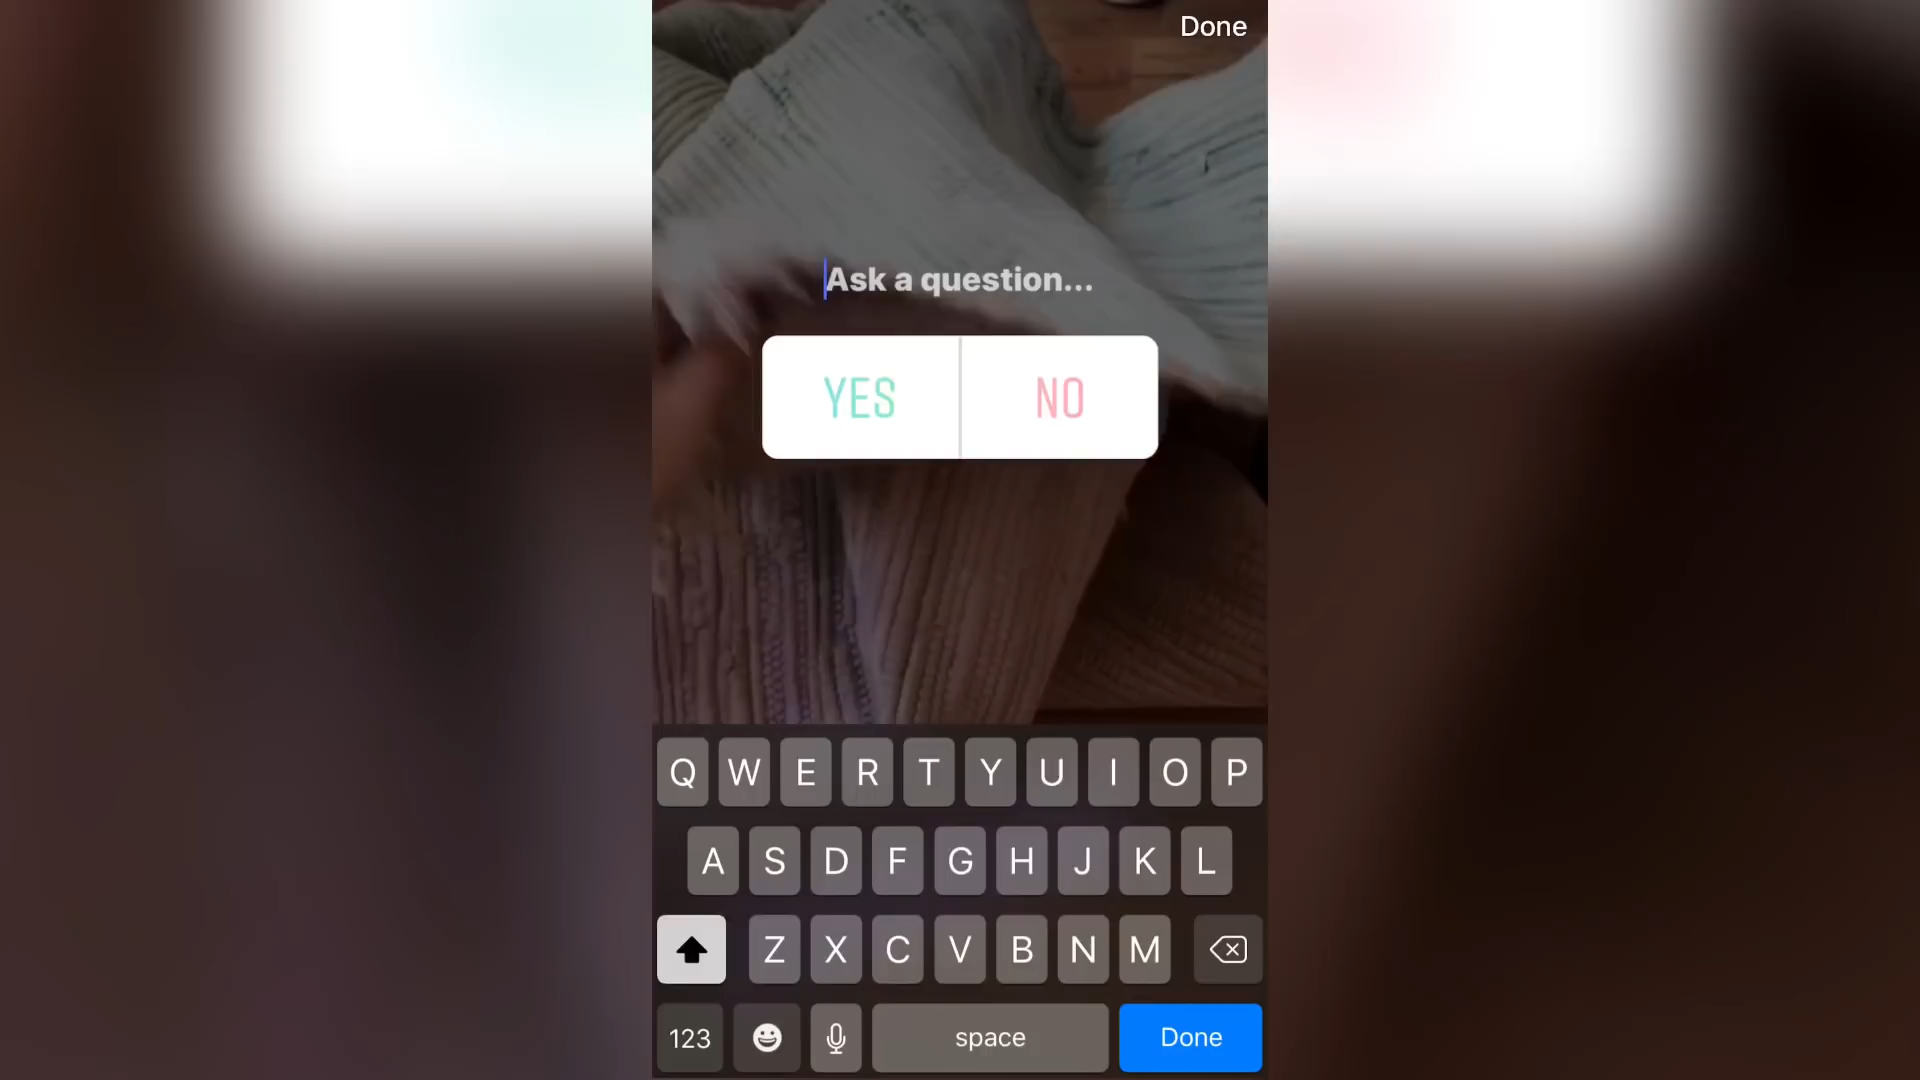 Done
Ask a question...
YES NO
Q W E R T Y U I O P
A S D F G H J K L
Z X C V B N M
123 space Done